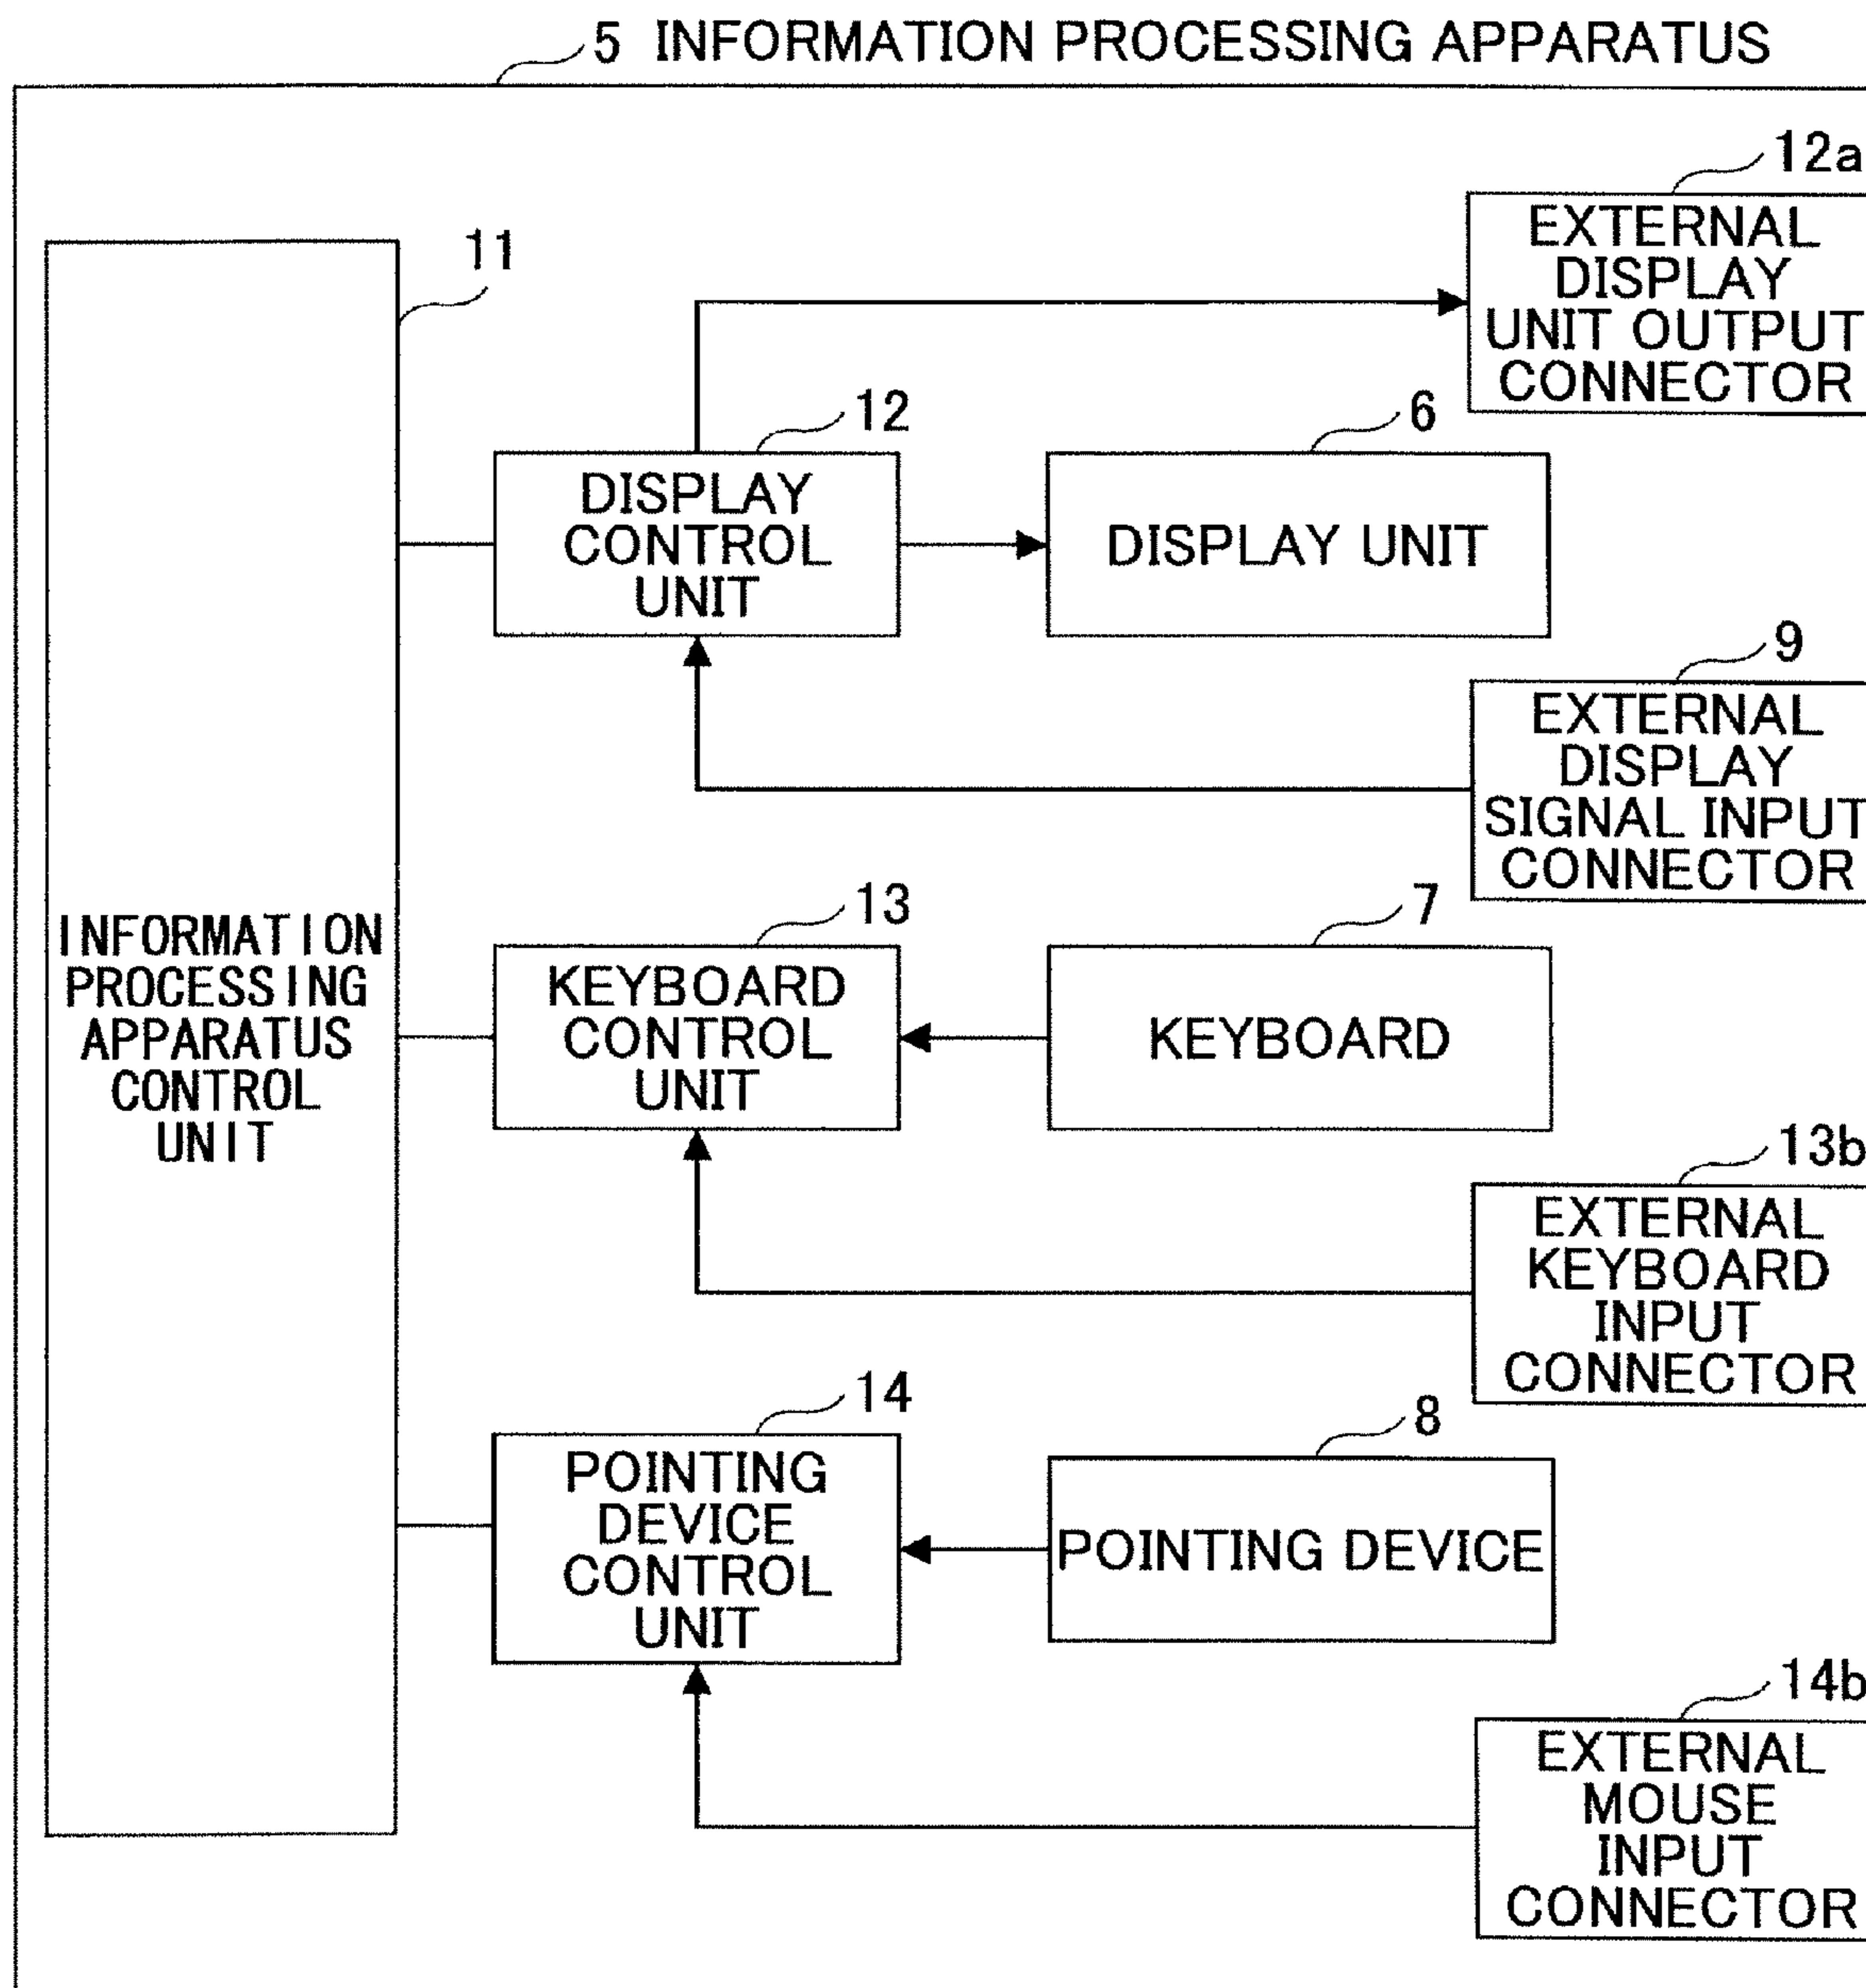 5 INFORMATION PROCESSING APPARATUS
12a
EXTERNAL
DISPLAY
UNIT OUTPUT
CONNECTOR
11
12
DISPLAY
CONTROL
UNIT
6
DISPLAY UNIT
9
EXTERNAL
DISPLAY
SIGNAL INPUT
CONNECTOR
INFORMATION
PROCESSING
APPARATUS
CONTROL
UNIT
13
KEYBOARD
CONTROL
UNIT
7
KEYBOARD
13b
EXTERNAL
KEYBOARD
INPUT
CONNECTOR
14
POINTING
DEVICE
CONTROL
UNIT
8
POINTING DEVICE
14b
EXTERNAL
MOUSE
INPUT
CONNECTOR